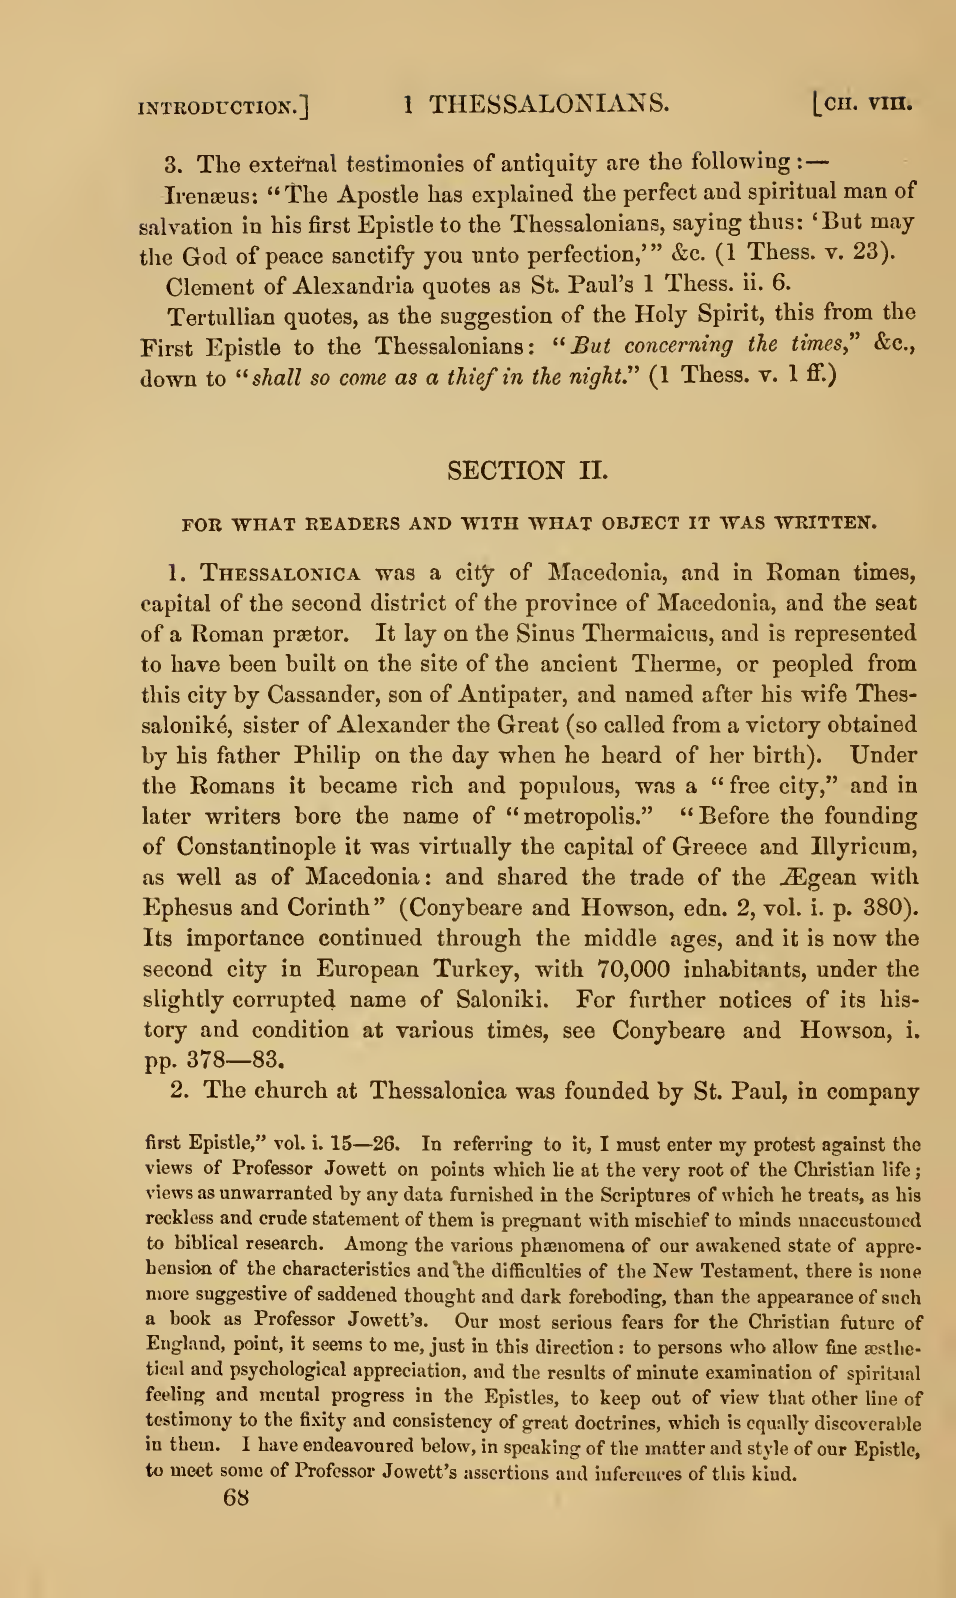 INTRODUCTION.] 1 THESSALONIANS. [CH. VIII.
3. The external testimonies of antiquity are the following:—
Irenæus: "The Apostle has explained the perfect and spiritual man of
salvation in his first Epistle to the Thessalonians, saying thus: 'But may
the God of peace sanctify you unto perfection,'" &c. (1 Thess. v. 23).
Clement of Alexandria quotes as St. Paul's 1 Thess. ii. 6.
Tertullian quotes, as the suggestion of the Holy Spirit, this from the
First Epistle to the Thessalonians: "But concerning the times," &c.,
down to "shall so come as a thief in the night." (1 Thess. v. 1 ff.)
SECTION II.
FOR WHAT READERS AND WITH WHAT OBJECT IT WAS WRITTEN.
1. THESSALONICA was a city of Macedonia, and in Roman times,
capital of the second district of the province of Macedonia, and the seat
of a Roman prætor. It lay on the Sinus Thermaicus, and is represented
to have been built on the site of the ancient Therme, or peopled from
this city by Cassander, son of Antipater, and named after his wife Thes-
saloniké, sister of Alexander the Great (so called from a victory obtained
by his father Philip on the day when he heard of her birth). Under
the Romans it became rich and populous, was a "free city," and in
later writers bore the name of "metropolis." "Before the founding
of Constantinople it was virtually the capital of Greece and Illyricum,
as well as of Macedonia: and shared the trade of the Ægean with
Ephesus and Corinth" (Conybeare and Howson, edn. 2, vol. i. p. 380).
Its importance continued through the middle ages, and it is now the
second city in European Turkey, with 70,000 inhabitants, under the
slightly corrupted name of Saloniki. For further notices of its his-
tory and condition at various times, see Conybeare and Howson, i.
pp. 378—83.
2. The church at Thessalonica was founded by St. Paul, in company
first Epistle," vol. i. 15—26. In referring to it, I must enter my protest against the
views of Professor Jowett on points which lie at the very root of the Christian life;
views as unwarranted by any data furnished in the Scriptures of which he treats, as his
reckless and crude statement of them is pregnant with mischief to minds unaccustomed
to biblical research. Among the various phænomena of our awakened state of appre-
hension of the characteristics and the difficulties of the New Testament, there is none
more suggestive of saddened thought and dark foreboding, than the appearance of such
a book as Professor Jowett's. Our most serious fears for the Christian future of
England, point, it seems to me, just in this direction: to persons who allow fine æsthe-
tical and psychological appreciation, and the results of minute examination of spiritual
feeling and mental progress in the Epistles, to keep out of view that other line of
testimony to the fixity and consistency of great doctrines, which is equally discoverable
in them. I have endeavoured below, in speaking of the matter and style of our Epistle,
to meet some of Professor Jowett's assertions and inferences of this kind.
68